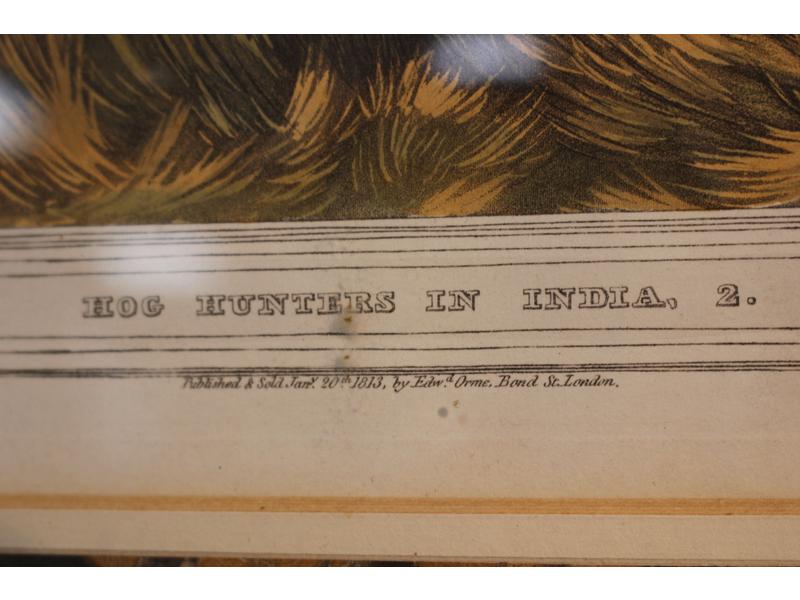 HOG HUNTERS IN INDIA, 2.
Published & Sold Jany. 20th 1813, by Edwd. Orme, Bond St. London.